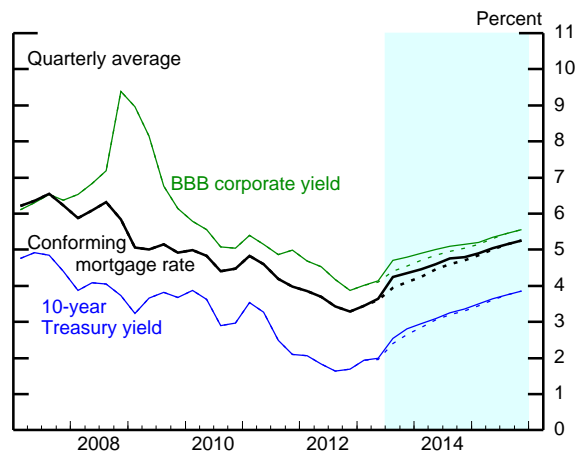 Percent
Quarterly average
BBB corporate yield
Conforming
mortgage rate
10-year
Treasury yield
11
10
9
8
7
6
5
4
3
2
1
0
2008 2010 2012 2014